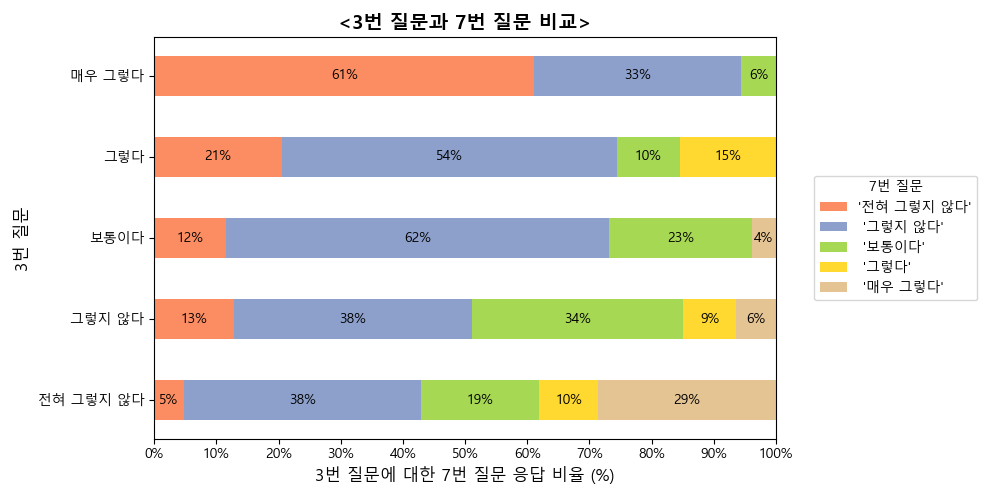 <3번 질문과 7번 질문 비교>
3번 질문
매우 그렇다
61%
33%
6%
그렇다
21%
54%
10%
15%
보통이다
12%
62%
23%
4%
그렇지 않다
13%
38%
34%
9%
6%
전혀 그렇지 않다
5%
38%
19%
10%
29%
0%
10%
20%
30%
40%
50%
60%
70%
80%
90%
100%
3번 질문에 대한 7번 질문 응답 비율 (%)
7번 질문
'전혀 그렇지 않다'
'그렇지 않다'
'보통이다'
'그렇다'
'매우 그렇다'